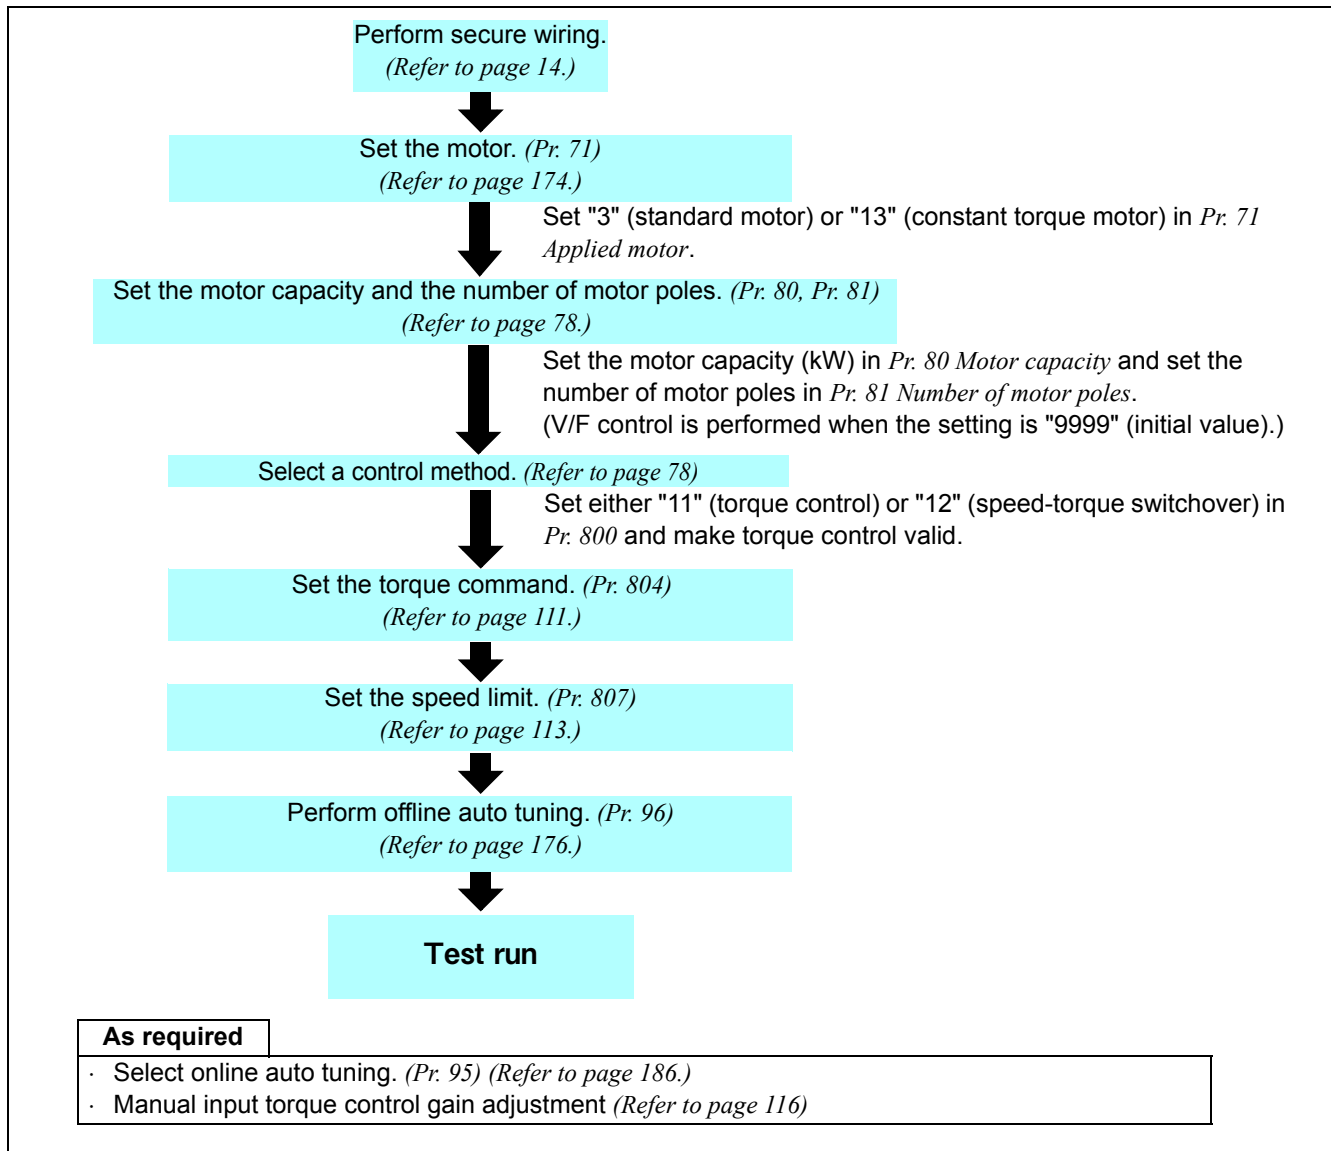 Perform secure wiring.
(Refer to page 14.)
Set the motor. (Pr. 71)
(Refer to page 174.)
Set "3" (standard motor) or "13" (constant torque motor) in Pr. 71
Applied motor.
Set the motor capacity and the number of motor poles. (Pr. 80, Pr. 81)
(Refer to page 78.)
Set the motor capacity (kW) in Pr. 80 Motor capacity and set the
number of motor poles in Pr. 81 Number of motor poles.
(V/F control is performed when the setting is "9999" (initial value).)
Select a control method. (Refer to page 78)
Set either "11" (torque control) or "12" (speed-torque switchover) in
Pr. 800 and make torque control valid.
Set the torque command. (Pr. 804)
(Refer to page 111.)
Set the speed limit. (Pr. 807)
(Refer to page 113.)
Perform offline auto tuning. (Pr. 96)
(Refer to page 176.)
Test run
As required
· Select online auto tuning. (Pr. 95) (Refer to page 186.)
· Manual input torque control gain adjustment (Refer to page 116)